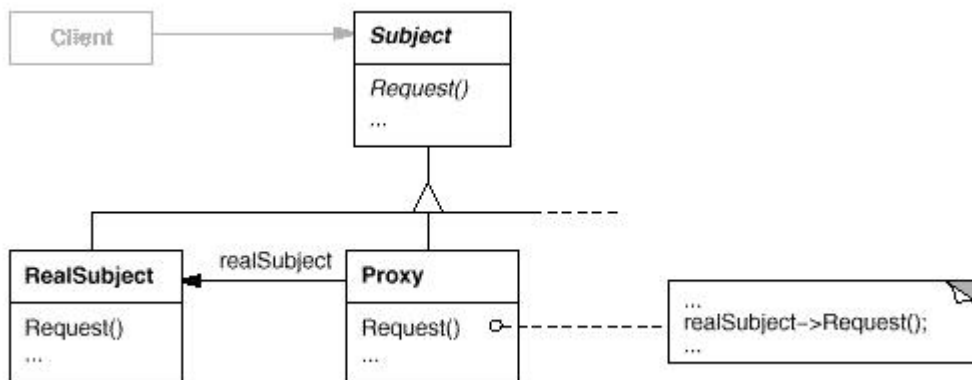 Client
Subject
Request()
...
realSubject
RealSubject
Request()
...
Proxy
Request()
...
...
realSubject->Request();
...